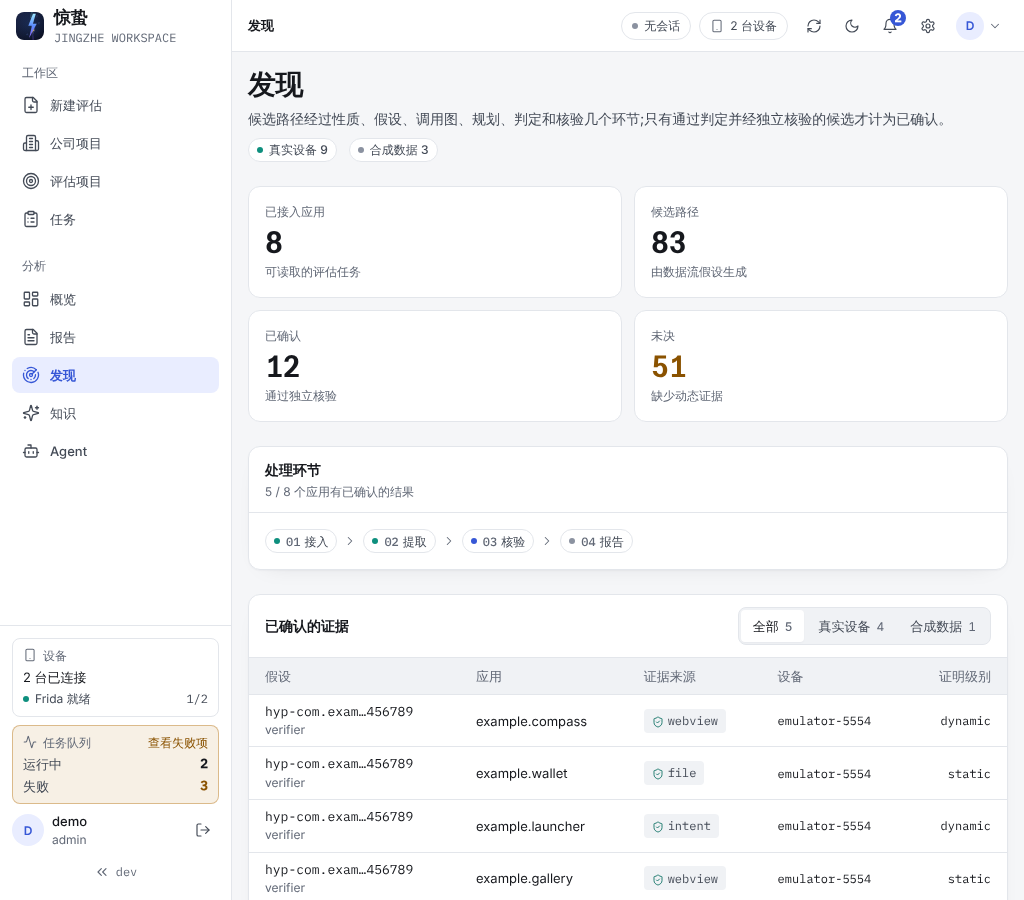 惊蛰
JINGZHE WORKSPACE
工作区
新建评估
公司项目
评估项目
任务
分析
概览
报告
发现
知识
Agent
设备
2 台已连接
Frida 就绪 1/2
任务队列 查看失败项
运行中 2
失败 3
D demo
admin
dev
发现 无会话 2 台设备 2 D
发现
候选路径经过性质、假设、调用图、规划、判定和核验几个环节;只有通过判定并经独立核验的候选才计为已确认。
真实设备 9 合成数据 3
已接入应用
8
可读取的评估任务
候选路径
83
由数据流假设生成
已确认
12
通过独立核验
未决
51
缺少动态证据
处理环节
5 / 8 个应用有已确认的结果
01 接入 02 提取 03 核验 04 报告
已确认的证据 全部 5 真实设备 4 合成数据 1
假设 应用 证据来源 设备 证明级别
hyp-com.exam…456789
verifier
example.compass webview emulator-5554 dynamic
hyp-com.exam…456789
verifier
example.wallet file emulator-5554 static
hyp-com.exam…456789
verifier
example.launcher intent emulator-5554 dynamic
hyp-com.exam…456789
verifier
example.gallery webview emulator-5554 static